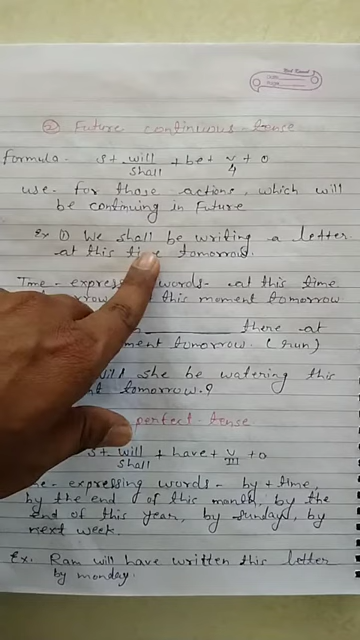 ② Future continuous tense
Formula - S + will/shall + be + V/4 + O
use - for those actions, which will
be continuing in Future
Ex ① We shall be writing a letter
at this time tomorrow.
Time - expressing words - at this time
this moment tomorrow
______ there at
moment tomorrow. (run)
will she be watering this
tomorrow?
perfect tense
S + will/shall + have + V/III + O
- expressing words - by + time,
by the end of this month, by the
end of this year, by sunday, by
next week.
Ex. Ram will have written this letter
by monday.